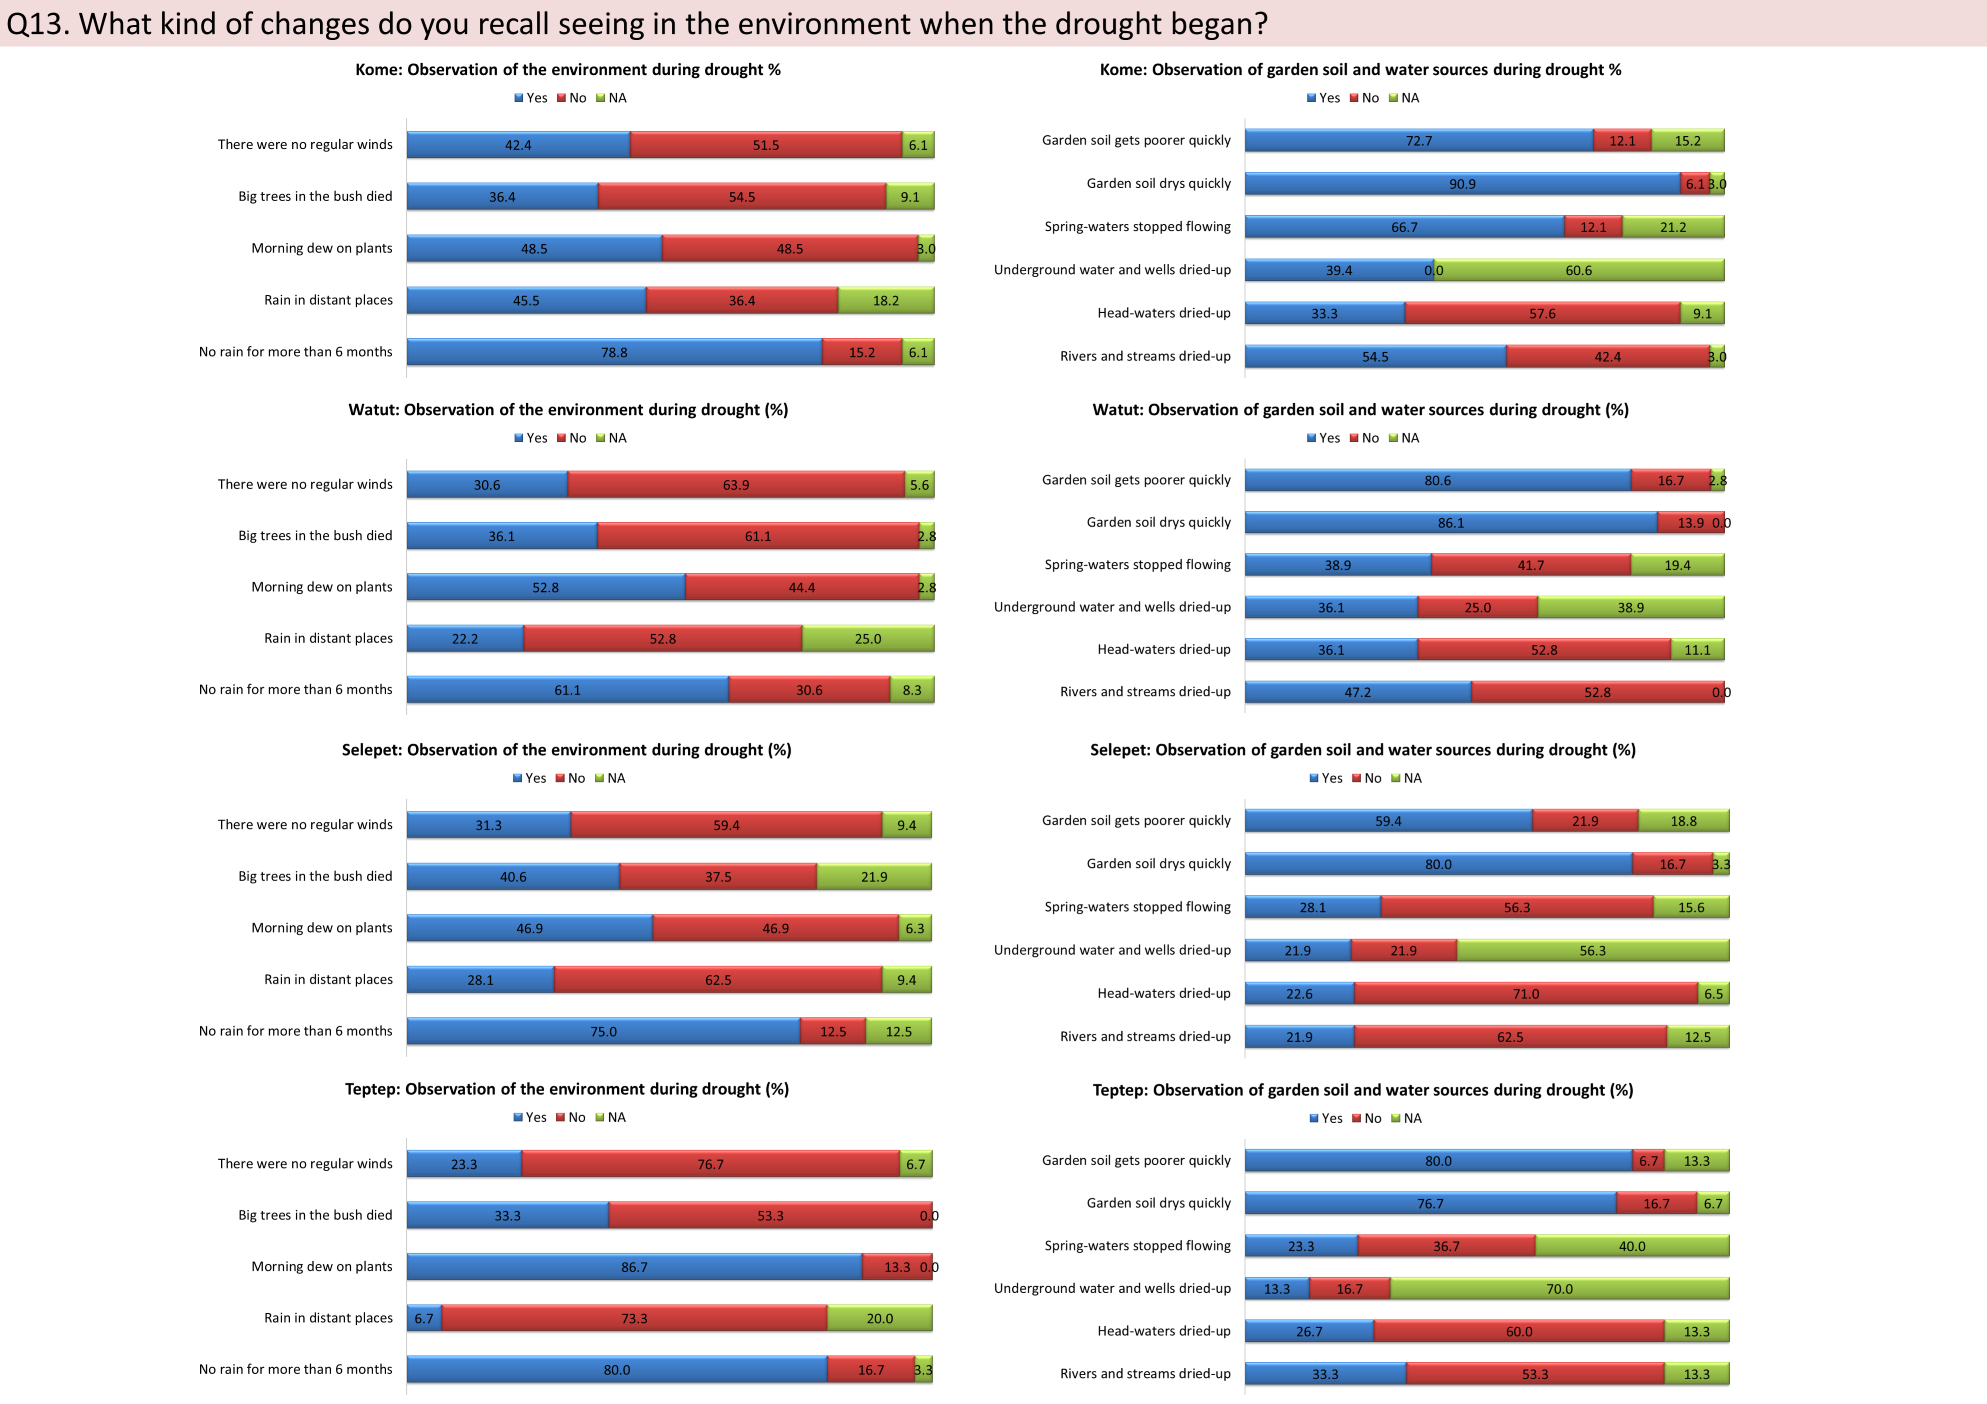 Q13. What kind of changes do you recall seeing in the environment when the drought began?
Kome: Observation of the environment during drought %
Yes No NA
There were no regular winds 42.4 51.5 6.1
Big trees in the bush died 36.4 54.5 9.1
Morning dew on plants 48.5 48.5 3.0
Rain in distant places 45.5 36.4 18.2
No rain for more than 6 months 78.8 15.2 6.1
Kome: Observation of garden soil and water sources during drought %
Yes No NA
Garden soil gets poorer quickly 72.7 12.1 15.2
Garden soil drys quickly 90.9 6.1 3.0
Spring-waters stopped flowing 66.7 12.1 21.2
Underground water and wells dried-up 39.4 0.0 60.6
Head-waters dried-up 33.3 57.6 9.1
Rivers and streams dried-up 54.5 42.4 3.0
Watut: Observation of the environment during drought (%)
Yes No NA
There were no regular winds 30.6 63.9 5.6
Big trees in the bush died 36.1 61.1 2.8
Morning dew on plants 52.8 44.4 2.8
Rain in distant places 22.2 52.8 25.0
No rain for more than 6 months 61.1 30.6 8.3
Watut: Observation of garden soil and water sources during drought (%)
Yes No NA
Garden soil gets poorer quickly 80.6 16.7 2.8
Garden soil drys quickly 86.1 13.9 0.0
Spring-waters stopped flowing 38.9 41.7 19.4
Underground water and wells dried-up 36.1 25.0 38.9
Head-waters dried-up 36.1 52.8 11.1
Rivers and streams dried-up 47.2 52.8 0.0
Selepet: Observation of the environment during drought (%)
Yes No NA
There were no regular winds 31.3 59.4 9.4
Big trees in the bush died 40.6 37.5 21.9
Morning dew on plants 46.9 46.9 6.3
Rain in distant places 28.1 62.5 9.4
No rain for more than 6 months 75.0 12.5 12.5
Selepet: Observation of garden soil and water sources during drought (%)
Yes No NA
Garden soil gets poorer quickly 59.4 21.9 18.8
Garden soil drys quickly 80.0 16.7 3.3
Spring-waters stopped flowing 28.1 56.3 15.6
Underground water and wells dried-up 21.9 21.9 56.3
Head-waters dried-up 22.6 71.0 6.5
Rivers and streams dried-up 21.9 62.5 12.5
Teptep: Observation of the environment during drought (%)
Yes No NA
There were no regular winds 23.3 76.7 6.7
Big trees in the bush died 33.3 53.3 0.0
Morning dew on plants 86.7 13.3 0.0
Rain in distant places 6.7 73.3 20.0
No rain for more than 6 months 80.0 16.7 3.3
Teptep: Observation of garden soil and water sources during drought (%)
Yes No NA
Garden soil gets poorer quickly 80.0 6.7 13.3
Garden soil drys quickly 76.7 16.7 6.7
Spring-waters stopped flowing 23.3 36.7 40.0
Underground water and wells dried-up 13.3 16.7 70.0
Head-waters dried-up 26.7 60.0 13.3
Rivers and streams dried-up 33.3 53.3 13.3